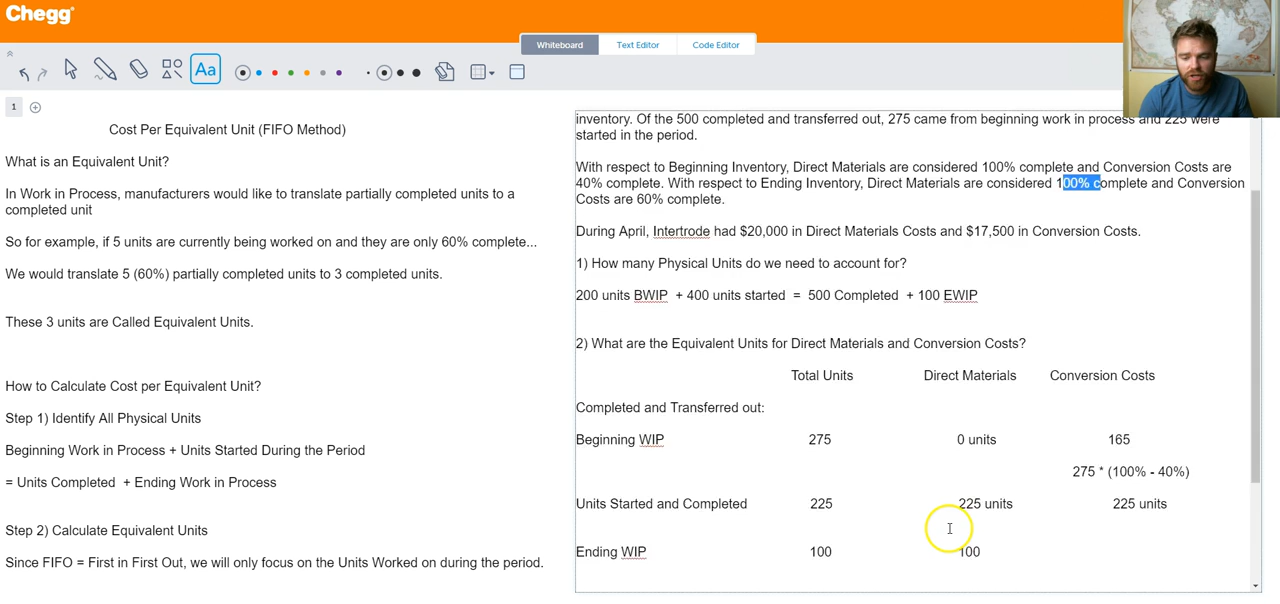 Chegg
Whiteboard
Text Editor
Code Editor
Aa
1
Cost Per Equivalent Unit (FIFO Method)
What is an Equivalent Unit?
In Work in Process, manufacturers would like to translate partially completed units to a
completed unit
So for example, if 5 units are currently being worked on and they are only 60% complete...
We would translate 5 (60%) partially completed units to 3 completed units.
These 3 units are Called Equivalent Units.
How to Calculate Cost per Equivalent Unit?
Step 1) Identify All Physical Units
Beginning Work in Process + Units Started During the Period
= Units Completed + Ending Work in Process
Step 2) Calculate Equivalent Units
Since FIFO = First in First Out, we will only focus on the Units Worked on during the period.
inventory. Of the 500 completed and transferred out, 275 came from beginning work in process and 225 were
started in the period.
With respect to Beginning Inventory, Direct Materials are considered 100% complete and Conversion Costs are
40% complete. With respect to Ending Inventory, Direct Materials are considered 100% complete and Conversion
Costs are 60% complete.
During April, Intertrode had $20,000 in Direct Materials Costs and $17,500 in Conversion Costs.
1) How many Physical Units do we need to account for?
200 units BWIP + 400 units started = 500 Completed + 100 EWIP
2) What are the Equivalent Units for Direct Materials and Conversion Costs?
Total Units Direct Materials Conversion Costs
Completed and Transferred out:
Beginning WIP 275 0 units 165
275 * (100% - 40%)
Units Started and Completed 225 225 units 225 units
Ending WIP 100 100